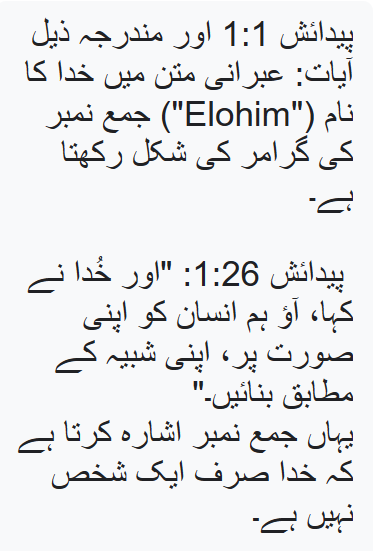 پیدائش 1:1 اور مندرجہ ذیل
آیات: عبرانی متن میں خدا کا
نام ("Elohim") جمع نمبر
کی گرامر کی شکل رکھتا
ہے۔
پیدائش 1:26: "اور خُدا نے
کہا، آؤ ہم انسان کو اپنی
صورت پر، اپنی شبیہ کے
مطابق بنائیں۔"
یہاں جمع نمبر اشارہ کرتا ہے
کہ خدا صرف ایک شخص
نہیں ہے۔